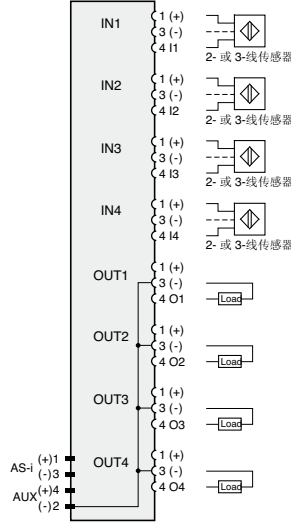 IN1
1 (+)
3 (-)
4 I1
2- 或 3-线传感器
IN2
1 (+)
3 (-)
4 I2
2- 或 3-线传感器
IN3
1 (+)
3 (-)
4 I3
2- 或 3-线传感器
IN4
1 (+)
3 (-)
4 I4
2- 或 3-线传感器
OUT1
1 (+)
3 (-)
4 O1
Load
OUT2
1 (+)
3 (-)
4 O2
Load
OUT3
1 (+)
3 (-)
4 O3
Load
OUT4
1 (+)
3 (-)
4 O4
Load
AS-i
(+)1
(-)3
AUX
(+)4
(-)2